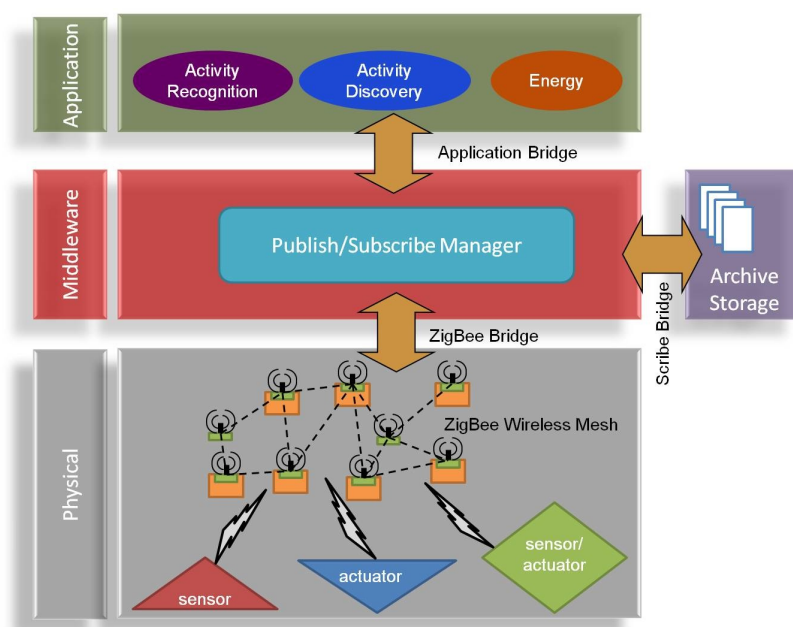 Application
Activity
Recognition
Activity
Discovery
Energy
Application Bridge
Middleware
Publish/Subscribe Manager
Archive
Storage
Scribe Bridge
ZigBee Bridge
Physical
ZigBee Wireless Mesh
sensor
actuator
sensor/
actuator